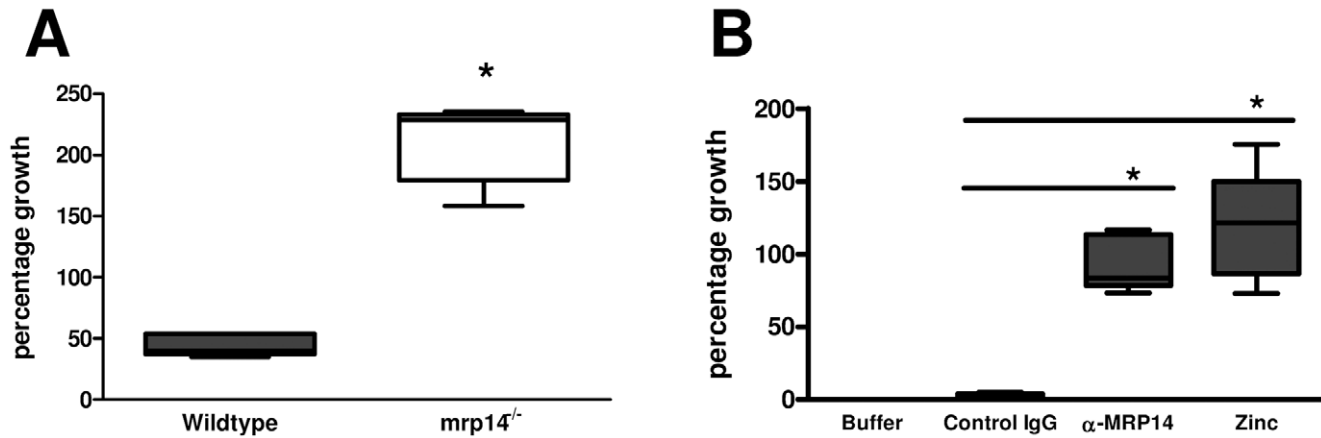 A
percentage growth
250
200
150
100
50
0
*
Wildtype
mrp14-/-
B
percentage growth
200
150
100
50
0
*
*
Buffer
Control IgG
α-MRP14
Zinc